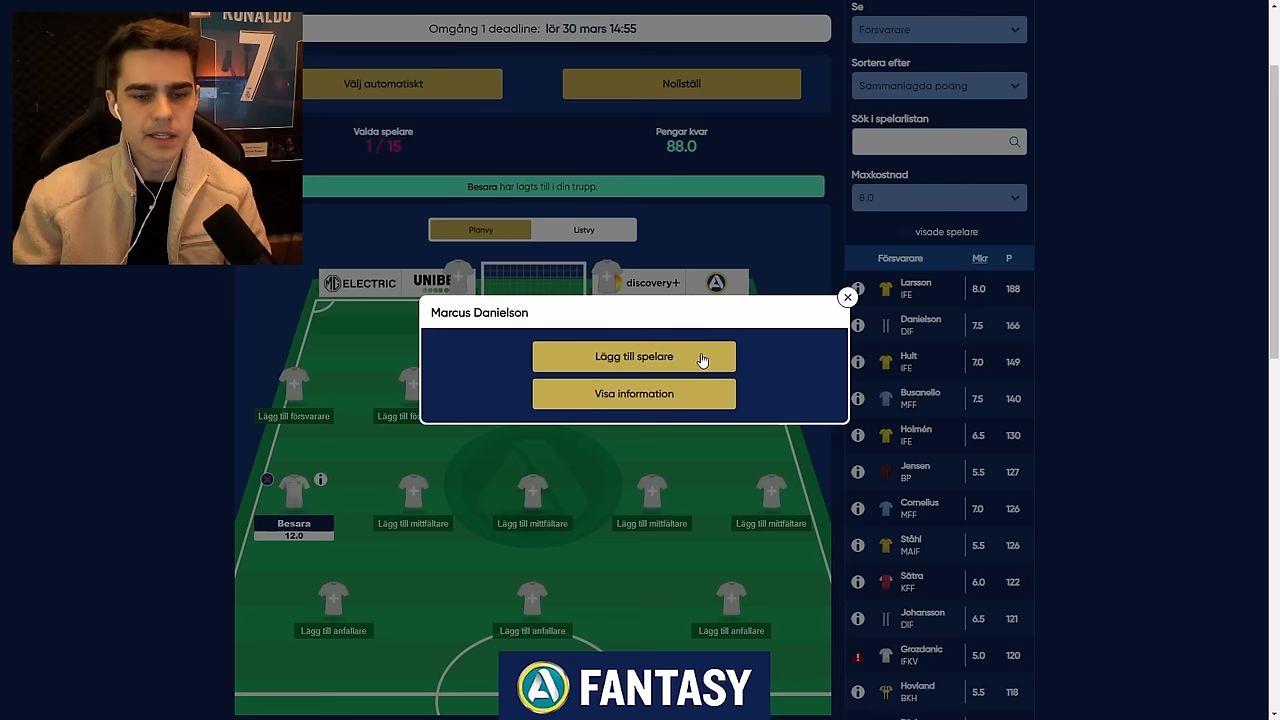 RONALDO
7
Omgång 1 deadline: lör 30 mars 14:55
Välj automatiskt
Nollställ
Valda spelare
1 / 15
Pengar kvar
88.0
Besara har lagts till i din trupp.
Planvy
Listvy
MG ELECTRIC
UNIBE
discovery+
Marcus Danielson
Lägg till spelare
Visa information
Lägg till försvarare
Lägg till för
Besara
12.0
Lägg till mittfältare
Lägg till mittfältare
Lägg till mittfältare
Lägg till mittfältare
Lägg till anfallare
Lägg till anfallare
Lägg till anfallare
FANTASY
Se
Försvarare
Sortera efter
Sammanlagda poäng
Sök i spelarlistan
Maxkostnad
8.0
visade spelare
Försvarare Mkr P
Larsson 8.0 188
IFE
Danielson 7.5 166
DIF
Hult 7.0 149
IFE
Busanello 7.5 140
MFF
Holmén 6.5 130
IFE
Jensen 5.5 127
BP
Cornelius 7.0 126
MFF
Ståhl 5.5 126
MAIF
Sätra 6.0 122
KFF
Johansson 6.5 121
DIF
Grozdanic 5.0 120
IFKV
Hovland 5.5 118
BKH